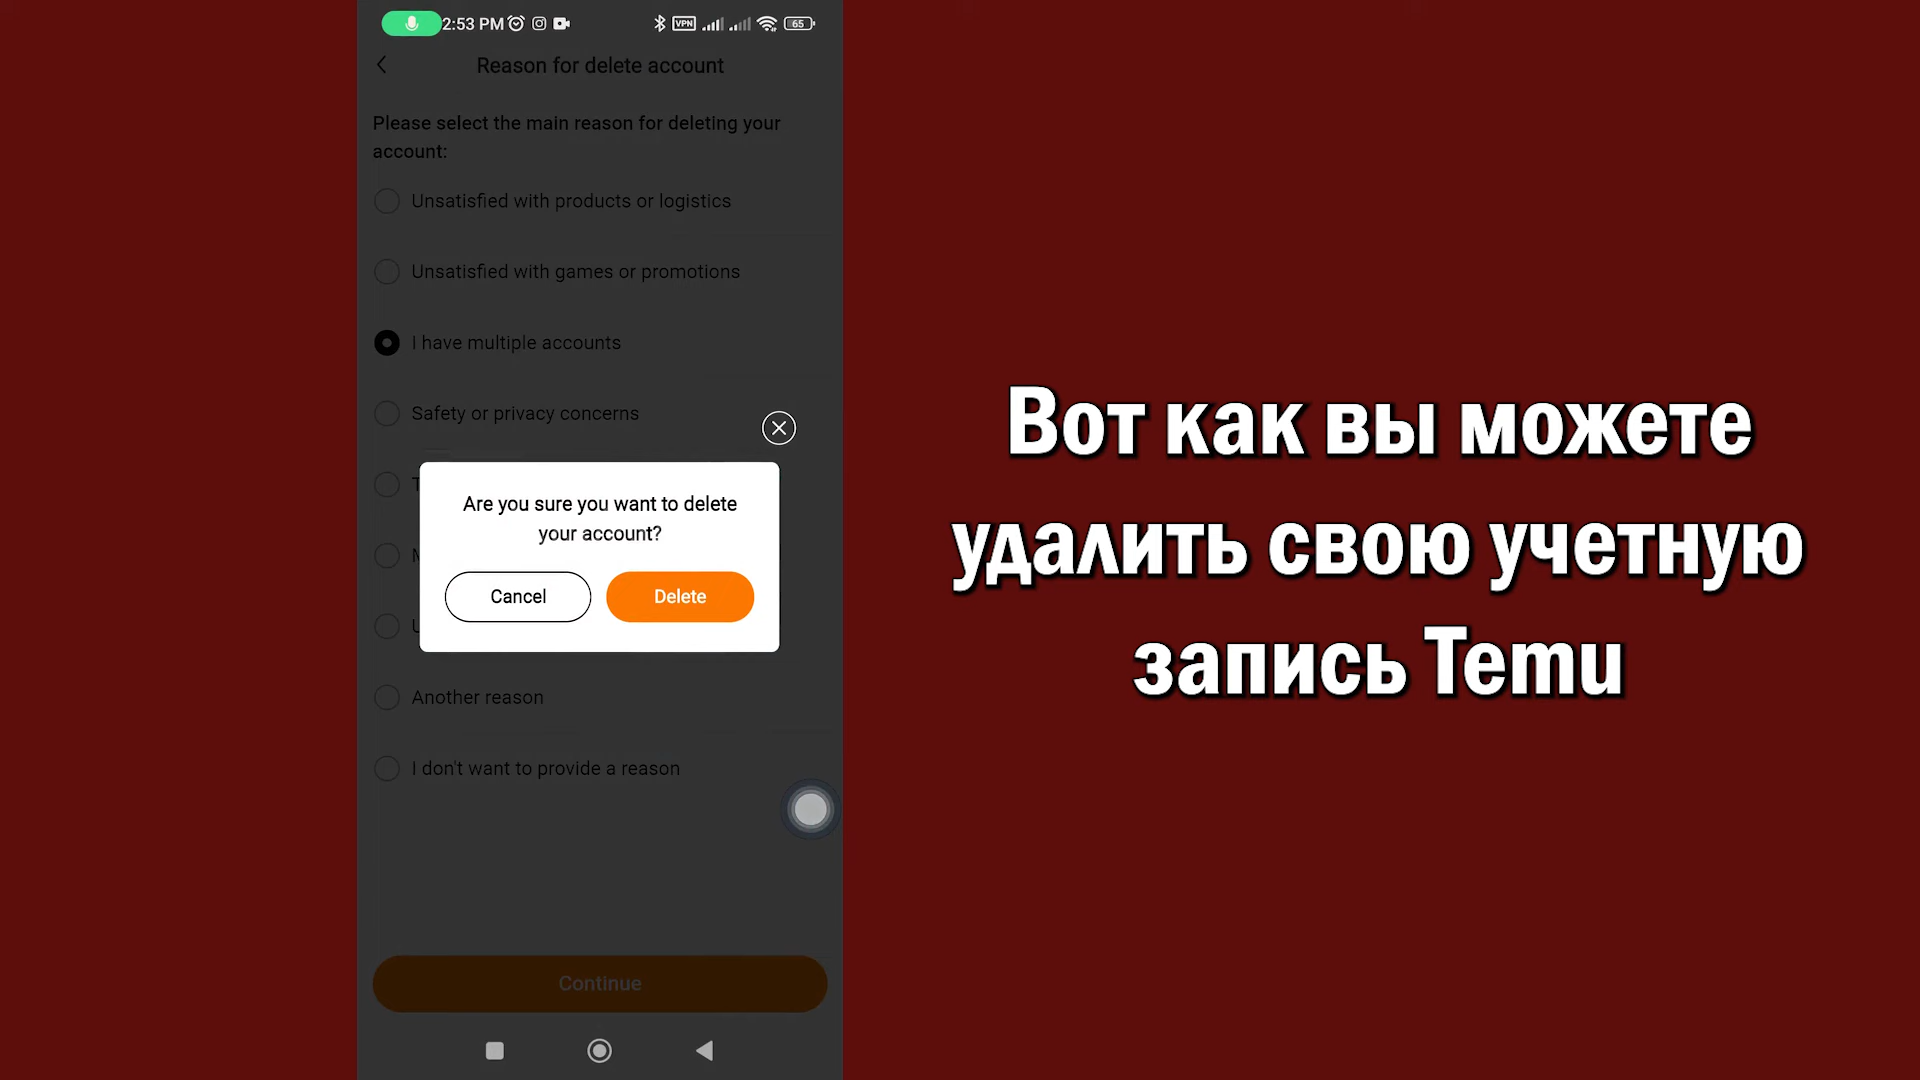 2:53 PM
VPN
65
Reason for delete account
Please select the main reason for deleting your
account:
Unsatisfied with products or logistics
Unsatisfied with games or promotions
I have multiple accounts
Safety or privacy concerns
Are you sure you want to delete
your account?
Cancel
Delete
Another reason
I don't want to provide a reason
Continue
Вот как вы можете
удалить свою учетную
запись Temu